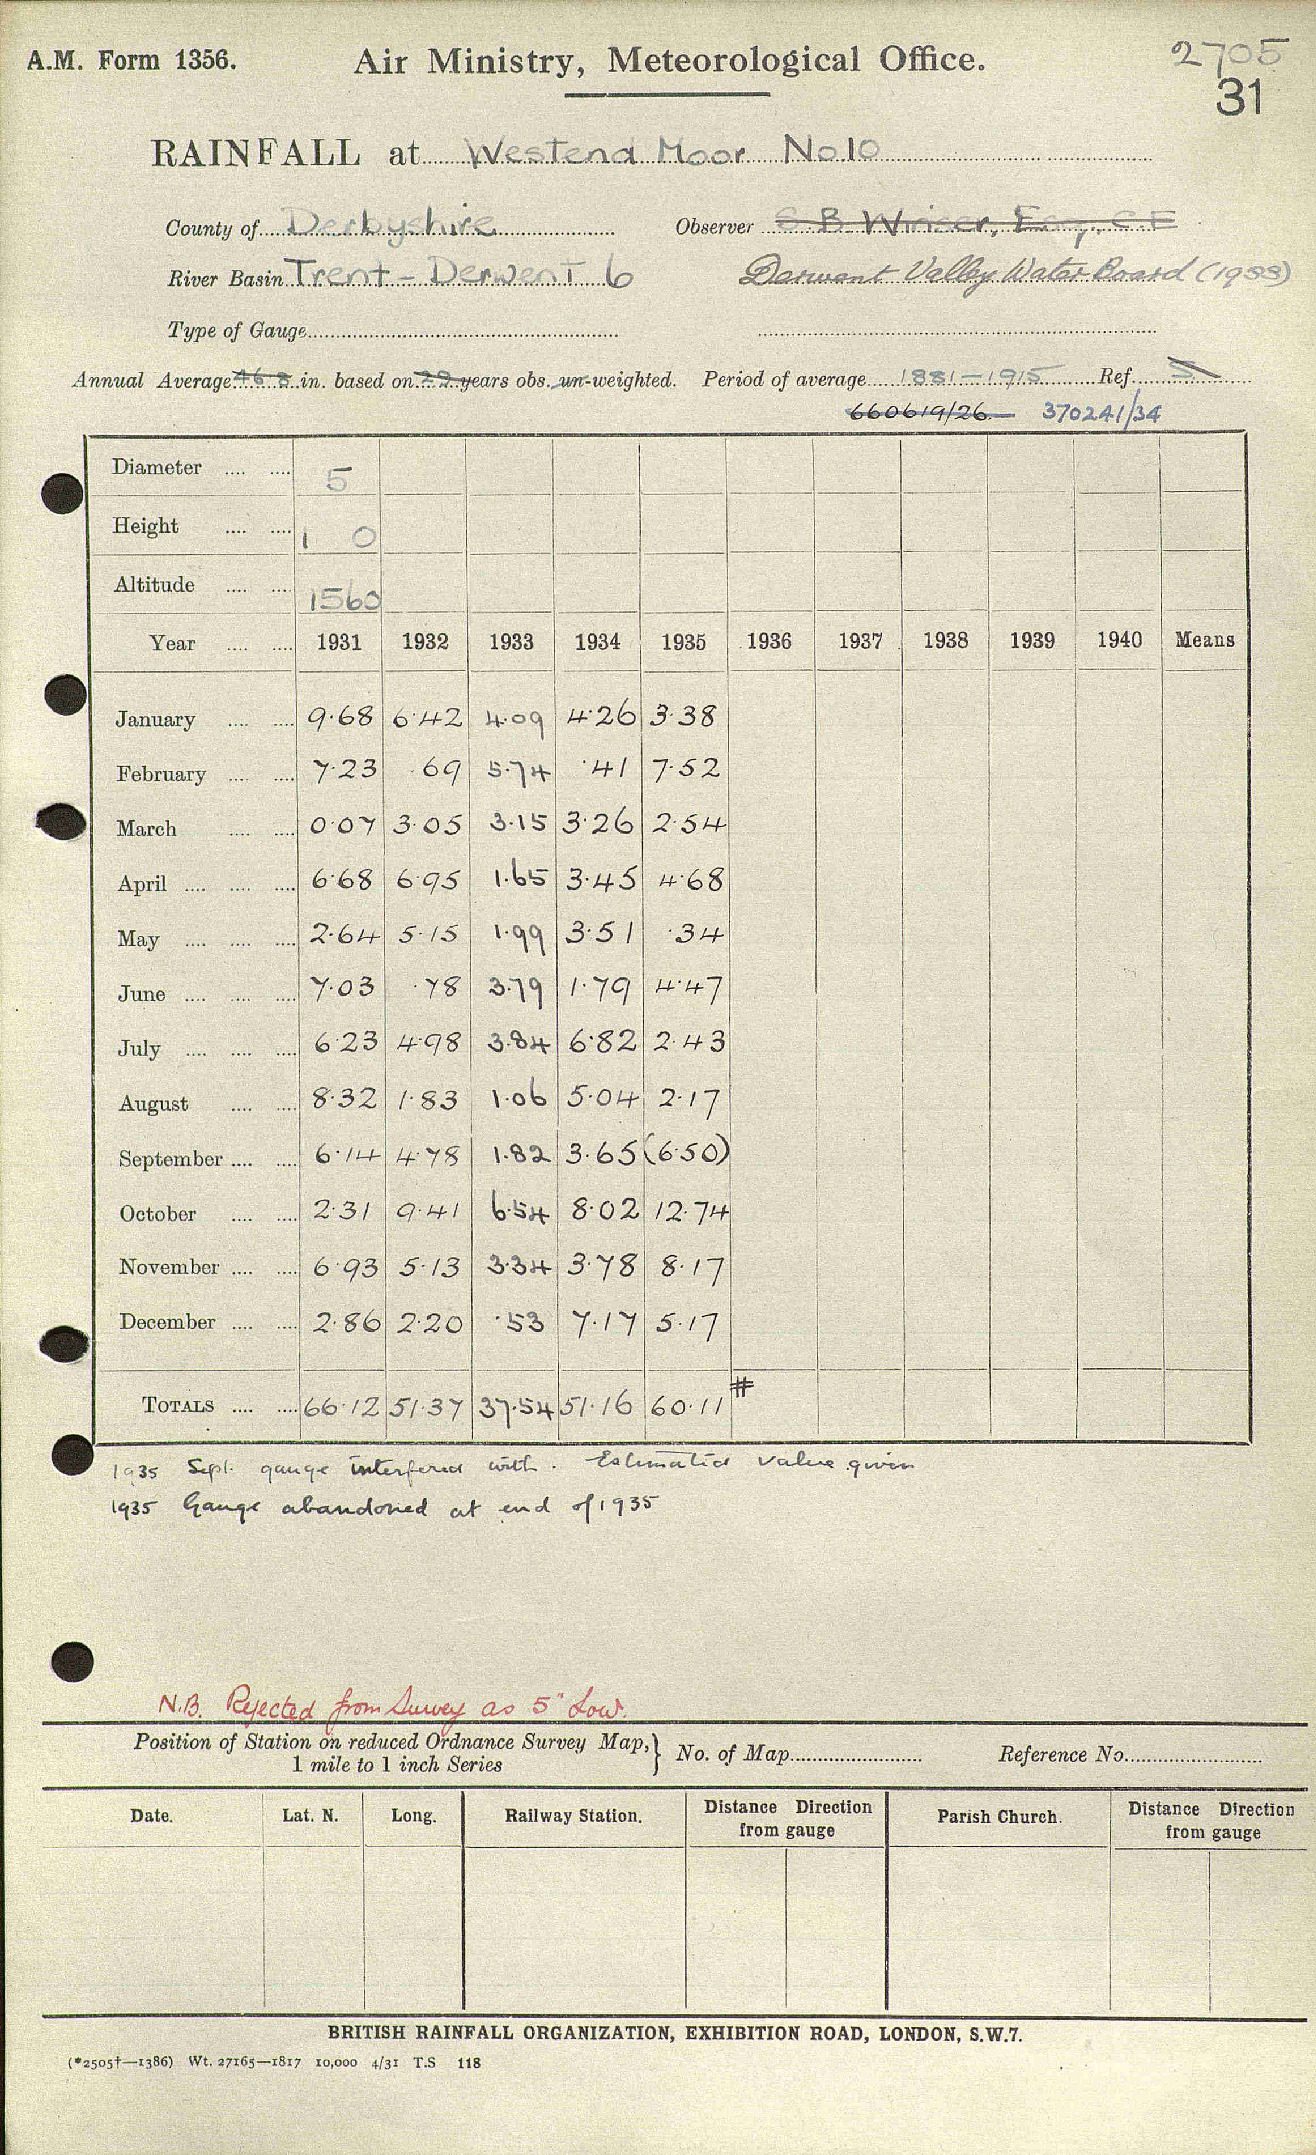 A.M. Form 1356. Air Ministry, Meteorological Office. 2705
31
RAINFALL at Westend Moor No 10
County of Derbyshire Observer S B Winser, Esq., C.E
River Basin Trent - Derwent 6 Derwent Valley Water Board (1933)
Type of Gauge
Annual Average 46.8 in. based on 29 years obs. un-weighted. Period of average 1881-1915 Ref. 5
660619/26 370241/34
Diameter 5
Height 1 0
Altitude 1560
Year 1931 1932 1933 1934 1935 1936 1937 1938 1939 1940 Means
January 9.68 6.42 4.09 4.26 3.38
February 7.23 .69 5.74 .41 7.52
March 0.07 3.05 3.15 3.26 2.54
April 6.68 6.95 1.65 3.45 4.68
May 2.64 5.15 1.99 3.51 .34
June 7.03 .78 3.79 1.79 4.47
July 6.23 4.98 3.84 6.82 2.43
August 8.32 1.83 1.06 5.04 2.17
September 6.14 4.78 1.82 3.65 (6.50)
October 2.31 9.41 6.54 8.02 12.74
November 6.93 5.13 3.34 3.78 8.17
December 2.86 2.20 .53 7.17 5.17
TOTALS 66.12 51.37 37.54 51.16 60.11 #
1935 Sept. gauge interfered with. Estimated value given
1935 Gauge abandoned at end of 1935
N.B. Rejected from Survey as 5" Low.
Position of Station on reduced Ordnance Survey Map, } No. of Map Reference No.
1 mile to 1 inch Series
Date. Lat. N. Long. Railway Station. Distance Direction from gauge Parish Church. Distance Direction from gauge
BRITISH RAINFALL ORGANIZATION, EXHIBITION ROAD, LONDON, S.W.7.
(*2505†—1386) Wt. 27165—1817 10,000 4/31 T.S 118